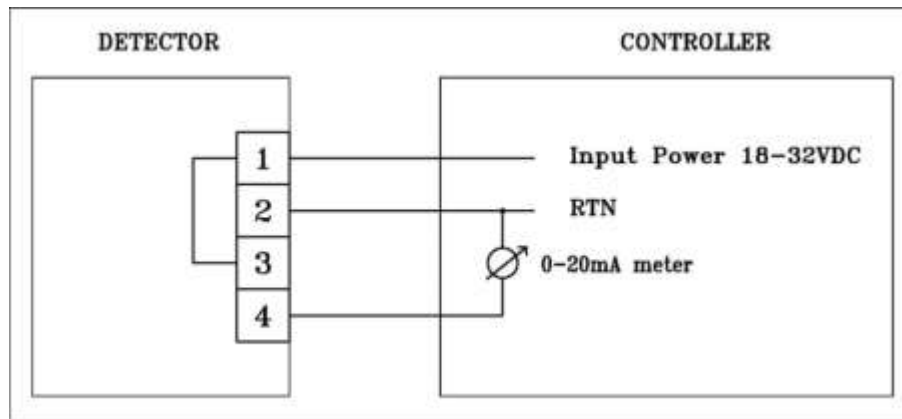 DETECTOR
CONTROLLER
1
Input Power 18-32VDC
2
RTN
3
0-20mA meter
4